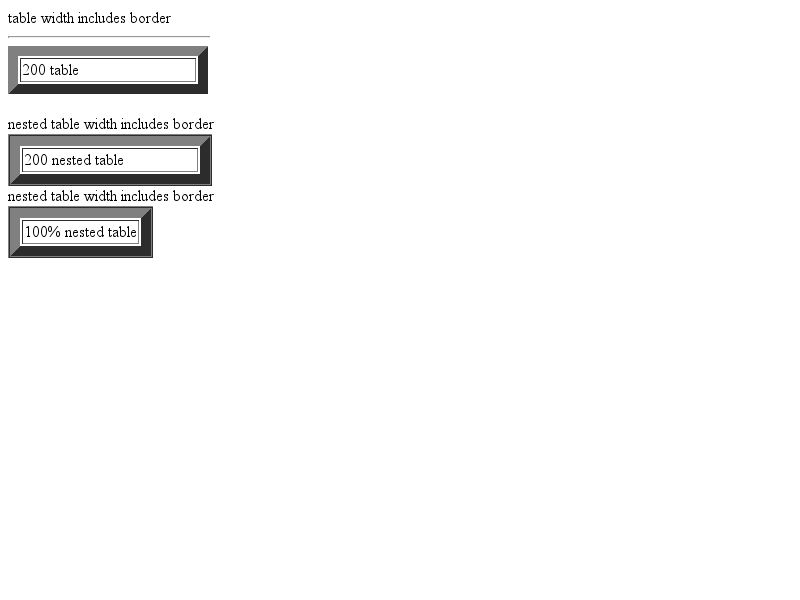 table width includes border
200 table
nested table width includes border
200 nested table
nested table width includes border
100% nested table